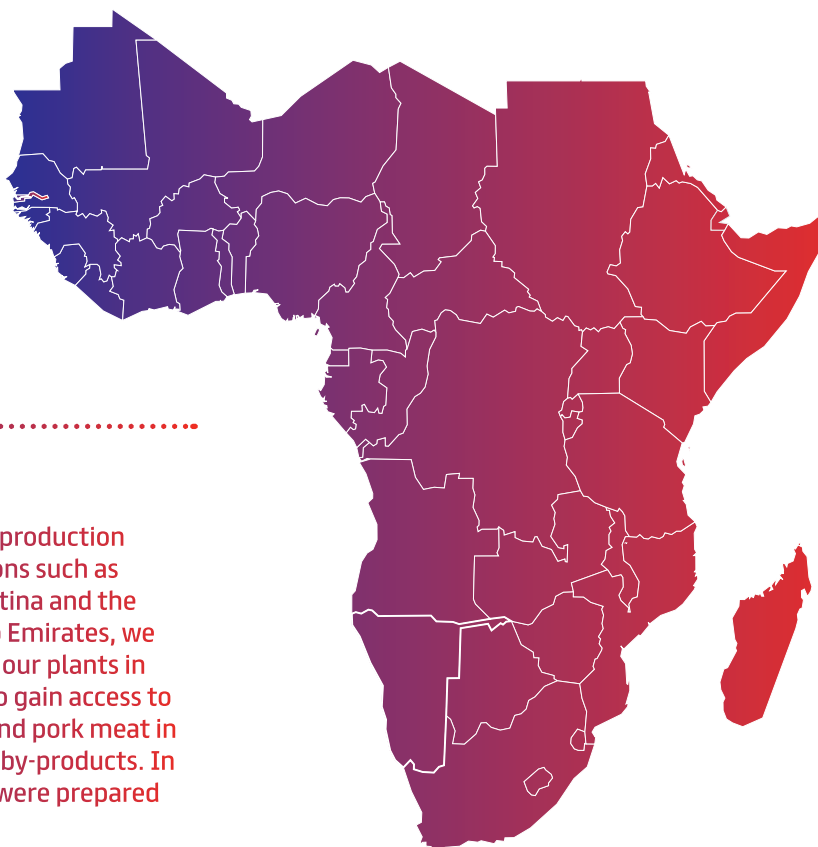 production
ons such as
tina and the
Emirates, we
our plants in
o gain access to
nd pork meat in
by-products. In
were prepared